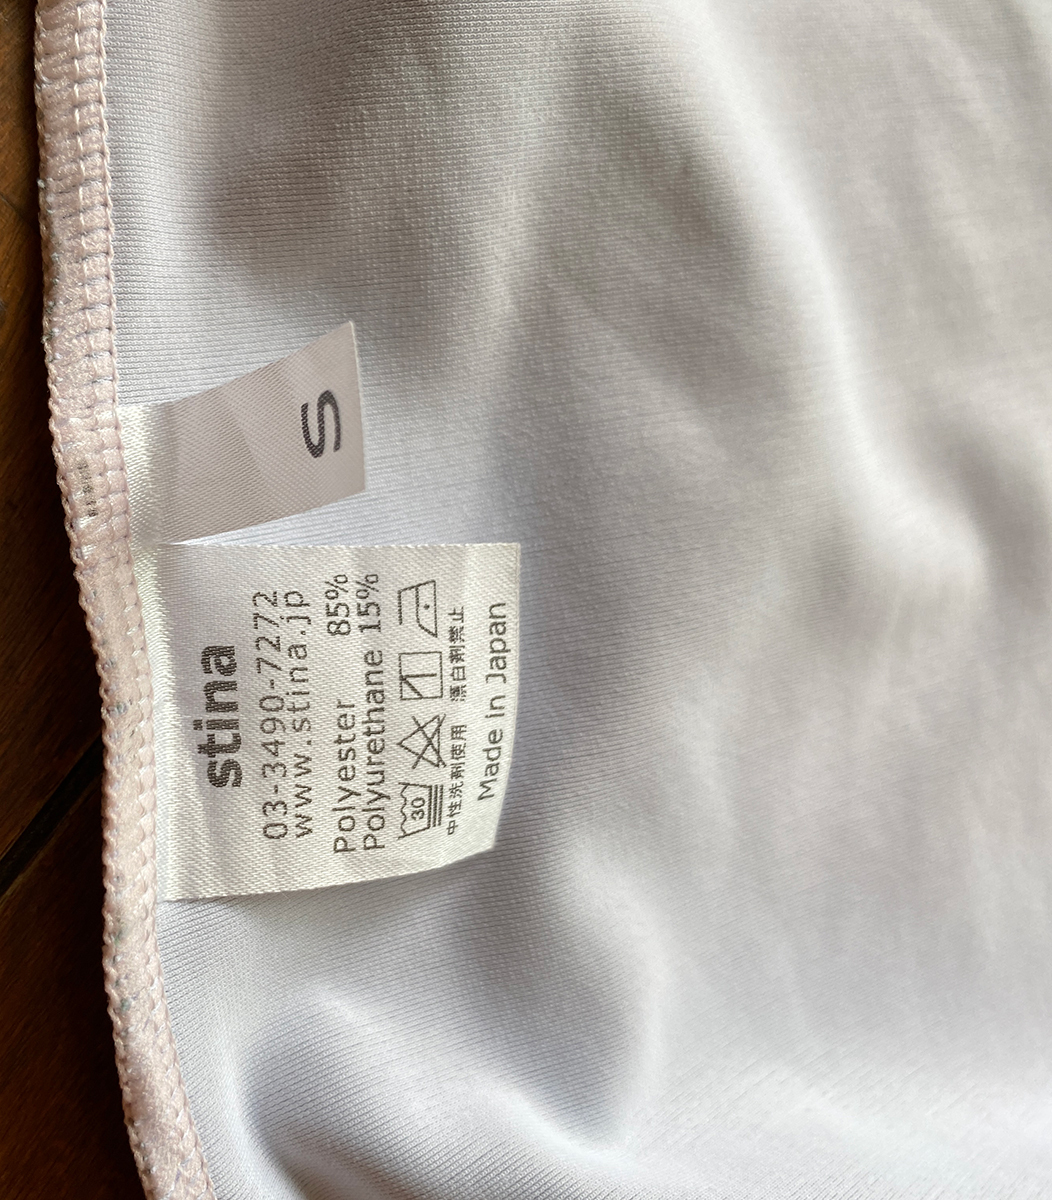 S
stina
03-3490-7272
www.stina.jp
Polyester 85%
Polyurethane 15%
30
中性洗剤使用 漂白剤禁止
Made in Japan